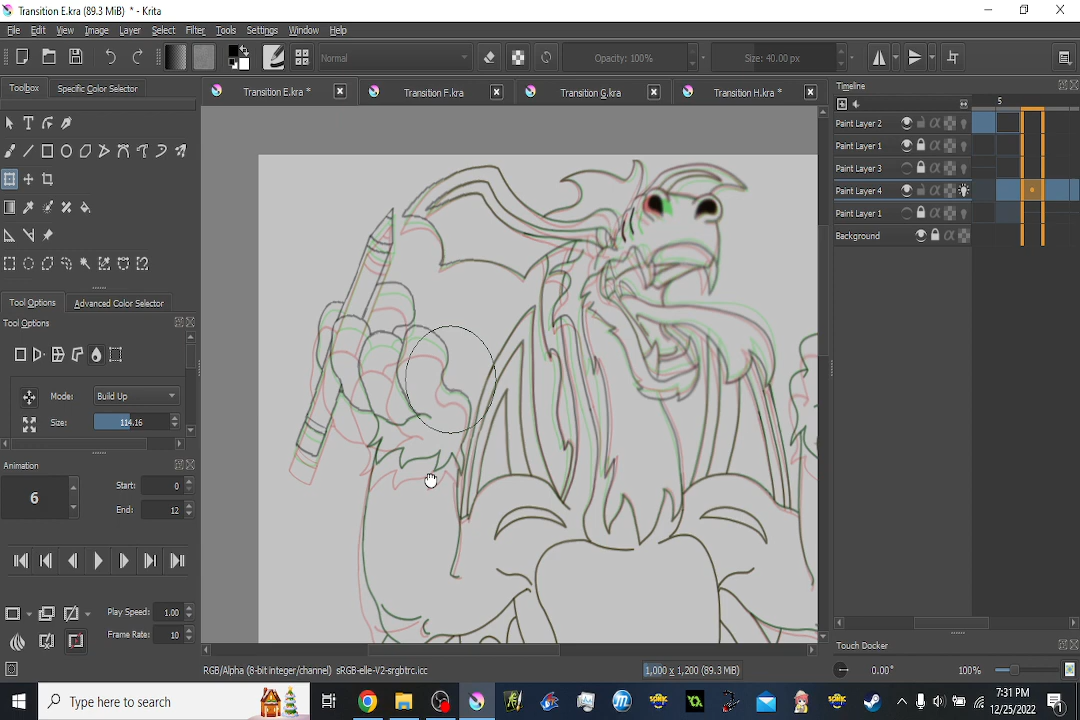 Transition E.kra (89.3 MiB) * - Krita
File Edit View Image Layer Select Filter Tools Settings Window Help
Normal
Opacity: 100%
Size: 40.00 px
Toolbox
Specific Color Selector
Transition E.kra *
Transition F.kra
Transition G.kra
Transition H.kra *
Timeline
5
Paint Layer 2
Paint Layer 1
Paint Layer 3
Paint Layer 4
Paint Layer 1
Background
Tool Options
Advanced Color Selector
Tool Options
Mode: Build Up
Size: 114.16
Animation
6
Start: 0
End: 12
Play Speed: 1.00
Frame Rate: 10
Touch Docker
RGB/Alpha (8-bit integer/channel) sRGB-elle-V2-srgbtrc.icc
1,000 x 1,200 (89.3 MiB)
0.00°
100%
Type here to search
7:31 PM
12/25/2022